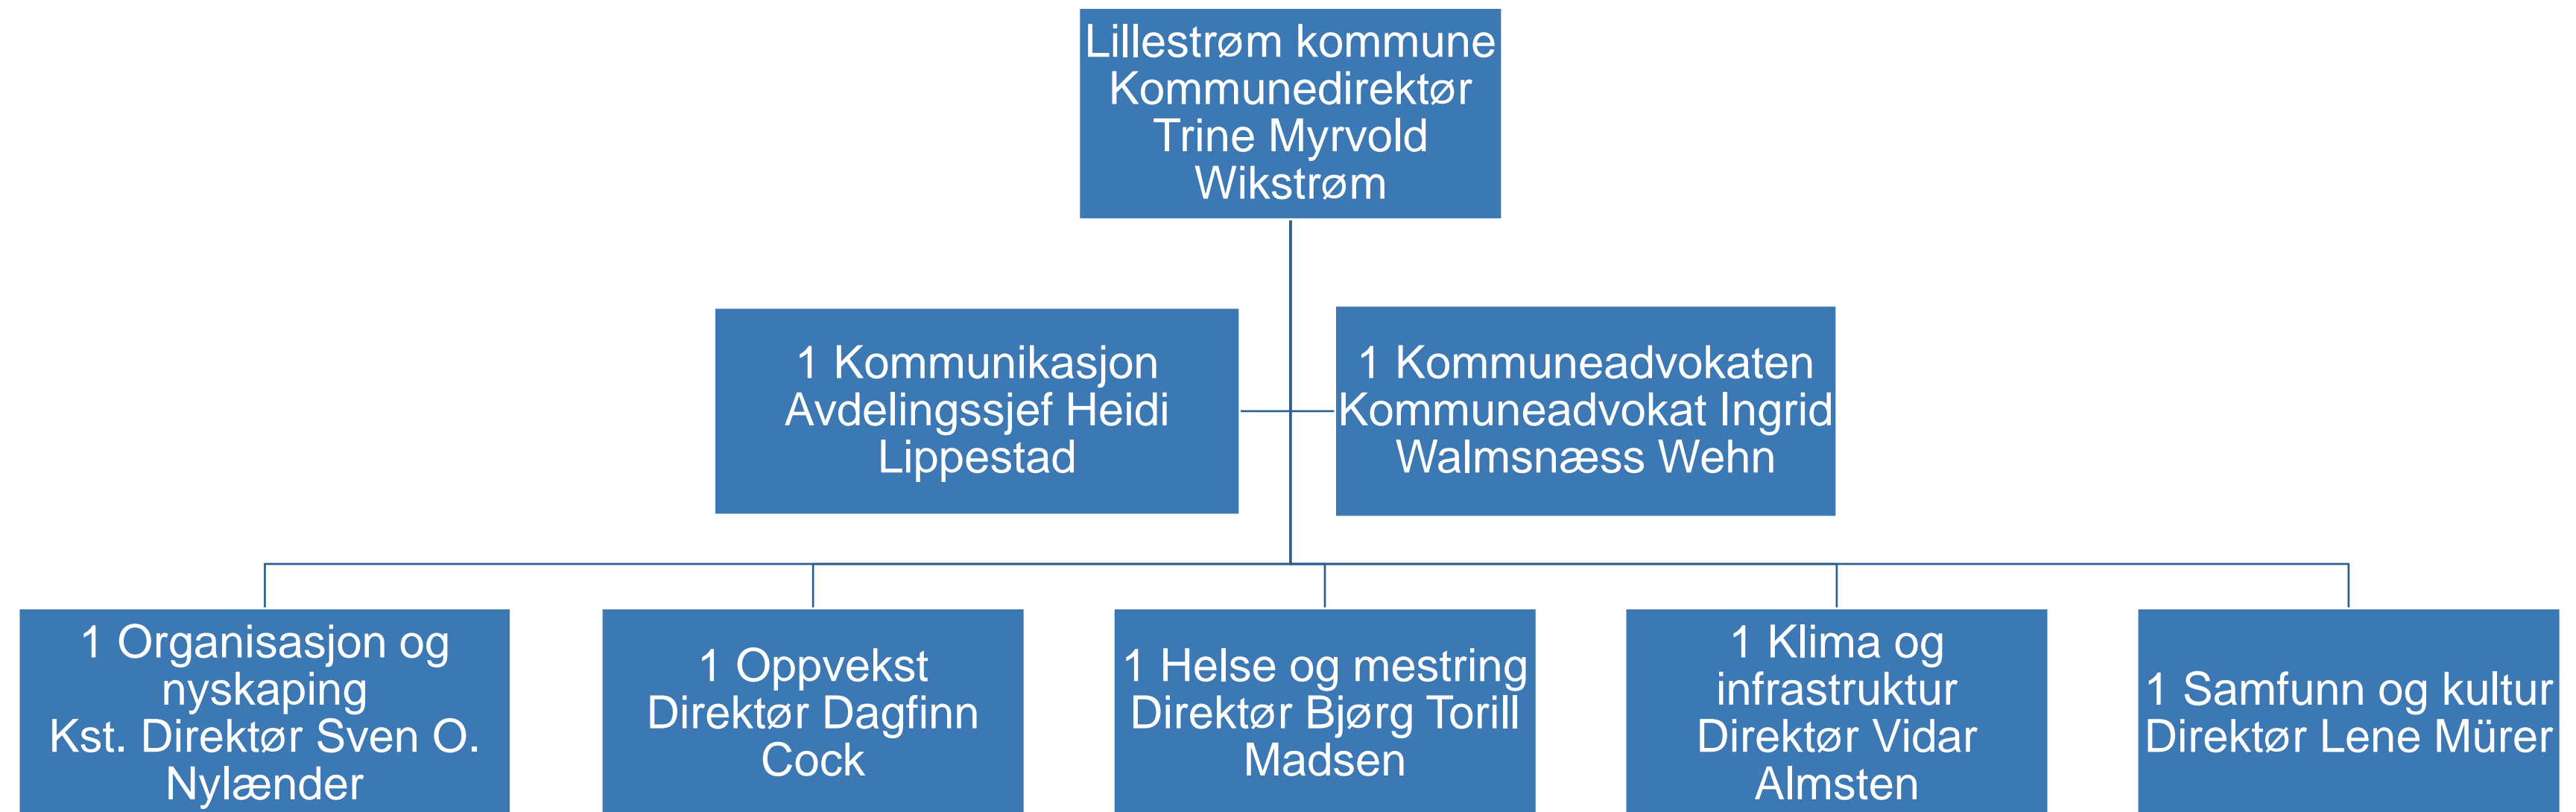 Lillestrøm kommune
Kommunedirektør
Trine Myrvold
Wikstrøm
1 Kommunikasjon
Avdelingssjef Heidi
Lippestad
1 Kommuneadvokaten
Kommuneadvokat Ingrid
Walmsnæss Wehn
1 Organisasjon og
nyskaping
Kst. Direktør Sven O.
Nylænder
1 Oppvekst
Direktør Dagfinn
Cock
1 Helse og mestring
Direktør Bjørg Torill
Madsen
1 Klima og
infrastruktur
Direktør Vidar
Almsten
1 Samfunn og kultur
Direktør Lene Mürer